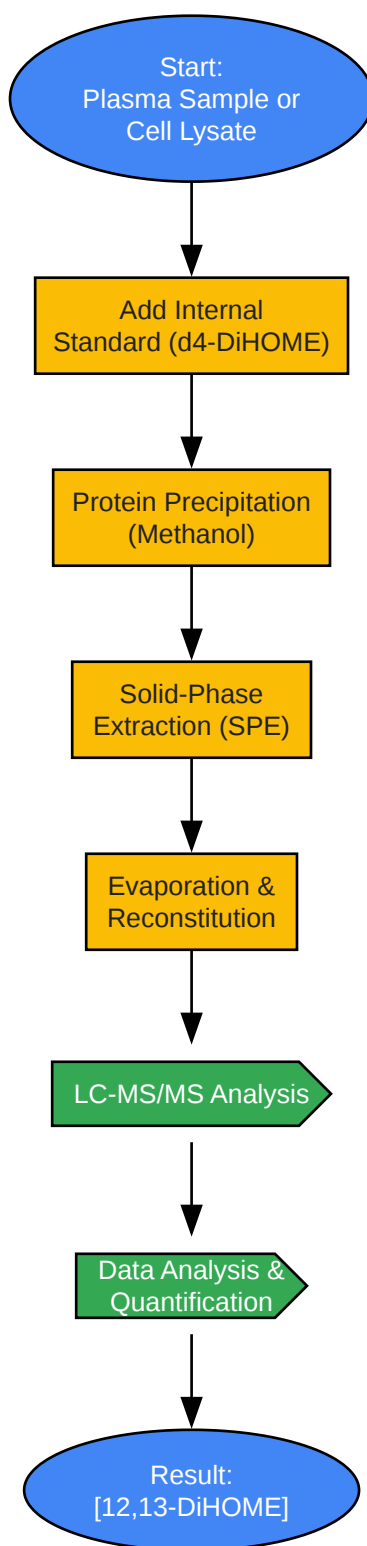 Start:
Plasma Sample or
Cell Lysate
Add Internal
Standard (d4-DiHOME)
Protein Precipitation
(Methanol)
Solid-Phase
Extraction (SPE)
Evaporation &
Reconstitution
LC-MS/MS Analysis
Data Analysis &
Quantification
Result:
[12,13-DiHOME]